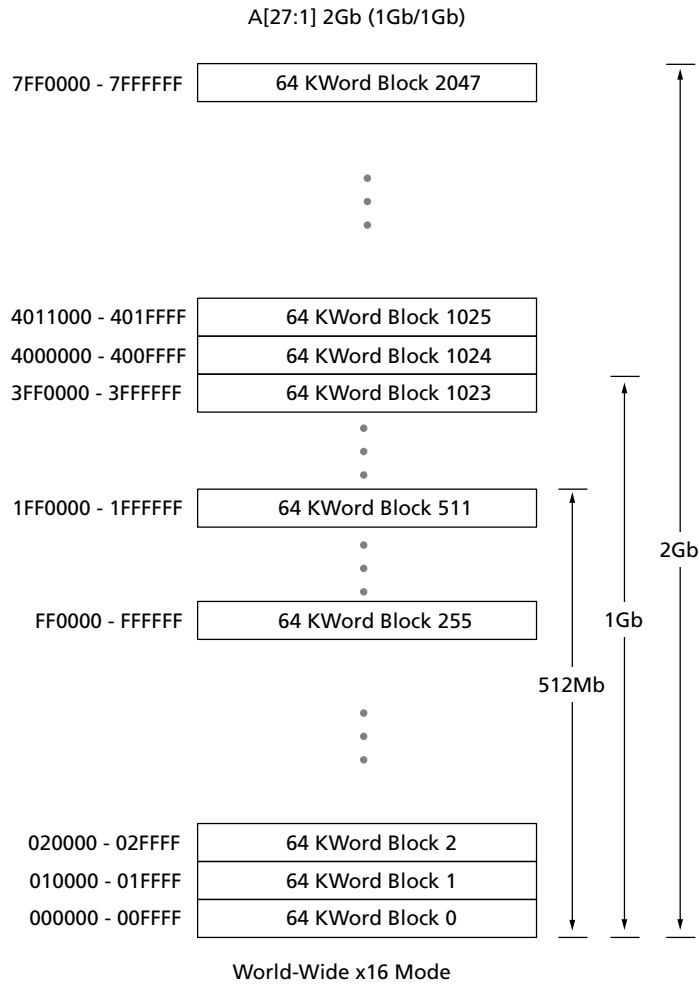 A[27:1] 2Gb (1Gb/1Gb)
7FF0000 - 7FFFFFF 64 KWord Block 2047
4011000 - 401FFFF 64 KWord Block 1025
4000000 - 400FFFF 64 KWord Block 1024
3FF0000 - 3FFFFFF 64 KWord Block 1023
1FF0000 - 1FFFFFF 64 KWord Block 511
2Gb
FF0000 - FFFFFF 64 KWord Block 255
1Gb
512Mb
020000 - 02FFFF 64 KWord Block 2
010000 - 01FFFF 64 KWord Block 1
000000 - 00FFFF 64 KWord Block 0
World-Wide x16 Mode